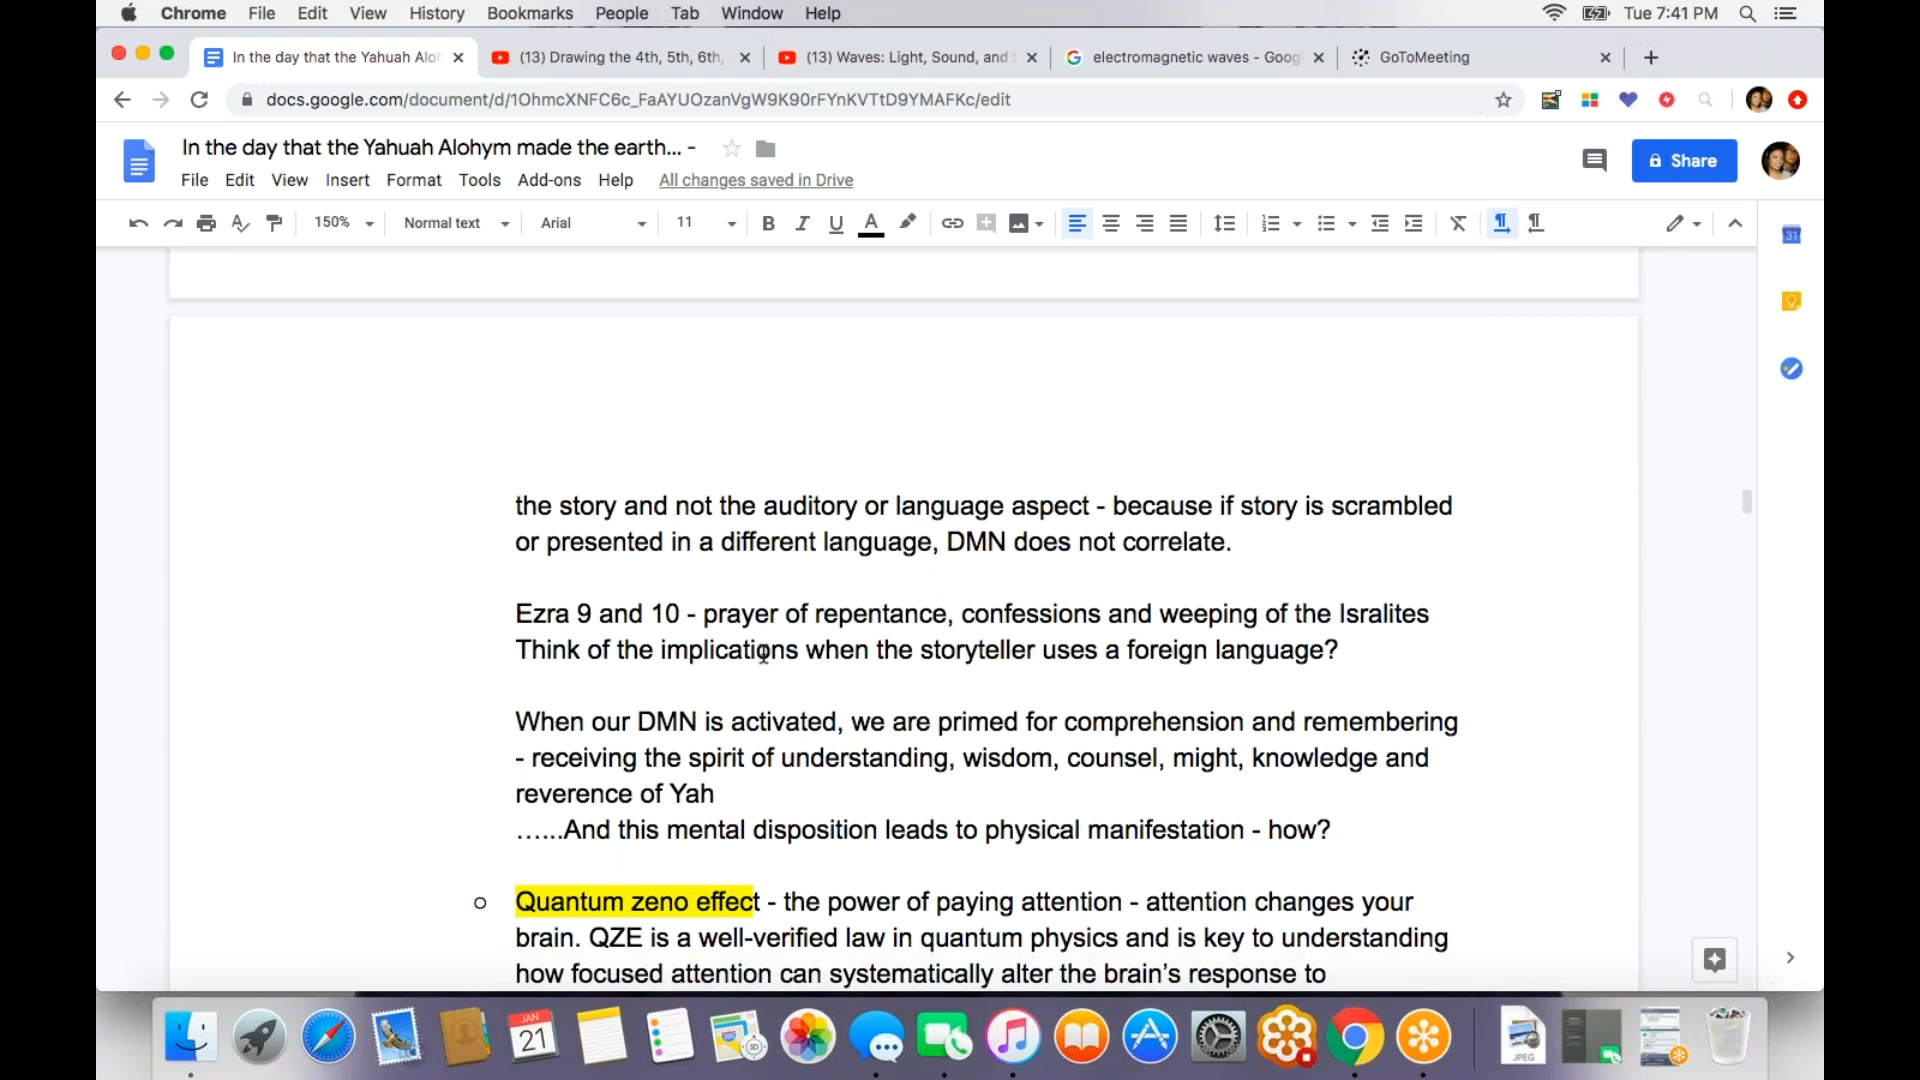 Chrome File Edit View History Bookmarks People Tab Window Help Tue 7:41 PM
In the day that the Yahuah Aloh (13) Drawing the 4th, 5th, 6th, (13) Waves: Light, Sound, and electromagnetic waves - Goog GoToMeeting
docs.google.com/document/d/1OhmcXNFC6c_FaAYUOzanVgW9K90rFYnKVTtD9YMAFKc/edit
In the day that the Yahuah Alohym made the earth... -
Share
File Edit View Insert Format Tools Add-ons Help All changes saved in Drive
150% Normal text Arial 11 B I U A
31
the story and not the auditory or language aspect - because if story is scrambled
or presented in a different language, DMN does not correlate.
Ezra 9 and 10 - prayer of repentance, confessions and weeping of the Isralites
Think of the implications when the storyteller uses a foreign language?
When our DMN is activated, we are primed for comprehension and remembering
- receiving the spirit of understanding, wisdom, counsel, might, knowledge and
reverence of Yah
…...And this mental disposition leads to physical manifestation - how?
o Quantum zeno effect - the power of paying attention - attention changes your
brain. QZE is a well-verified law in quantum physics and is key to understanding
how focused attention can systematically alter the brain's response to
JAN
21
3D
JPEG